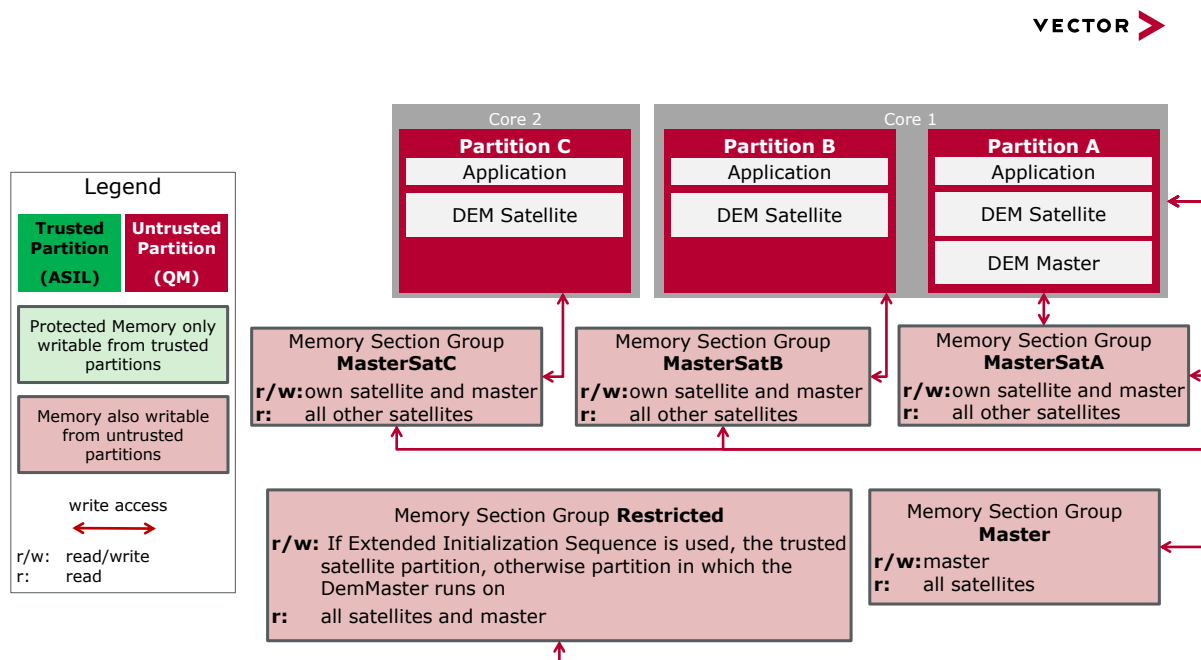 VECTOR
Core 2
Core 1
Partition C
Partition B
Partition A
Application
Application
Application
DEM Satellite
DEM Satellite
DEM Satellite
DEM Master
Legend
Trusted
Partition
(ASIL)
Untrusted
Partition
(QM)
Protected Memory only
writable from trusted
partitions
Memory also writable
from untrusted
partitions
write access
r/w: read/write
r: read
Memory Section Group
MasterSatC
r/w:own satellite and master
r: all other satellites
Memory Section Group
MasterSatB
r/w:own satellite and master
r: all other satellites
Memory Section Group
MasterSatA
r/w:own satellite and master
r: all other satellites
Memory Section Group Restricted
r/w: If Extended Initialization Sequence is used, the trusted
satellite partition, otherwise partition in which the
DemMaster runs on
r: all satellites and master
Memory Section Group
Master
r/w:master
r: all satellites